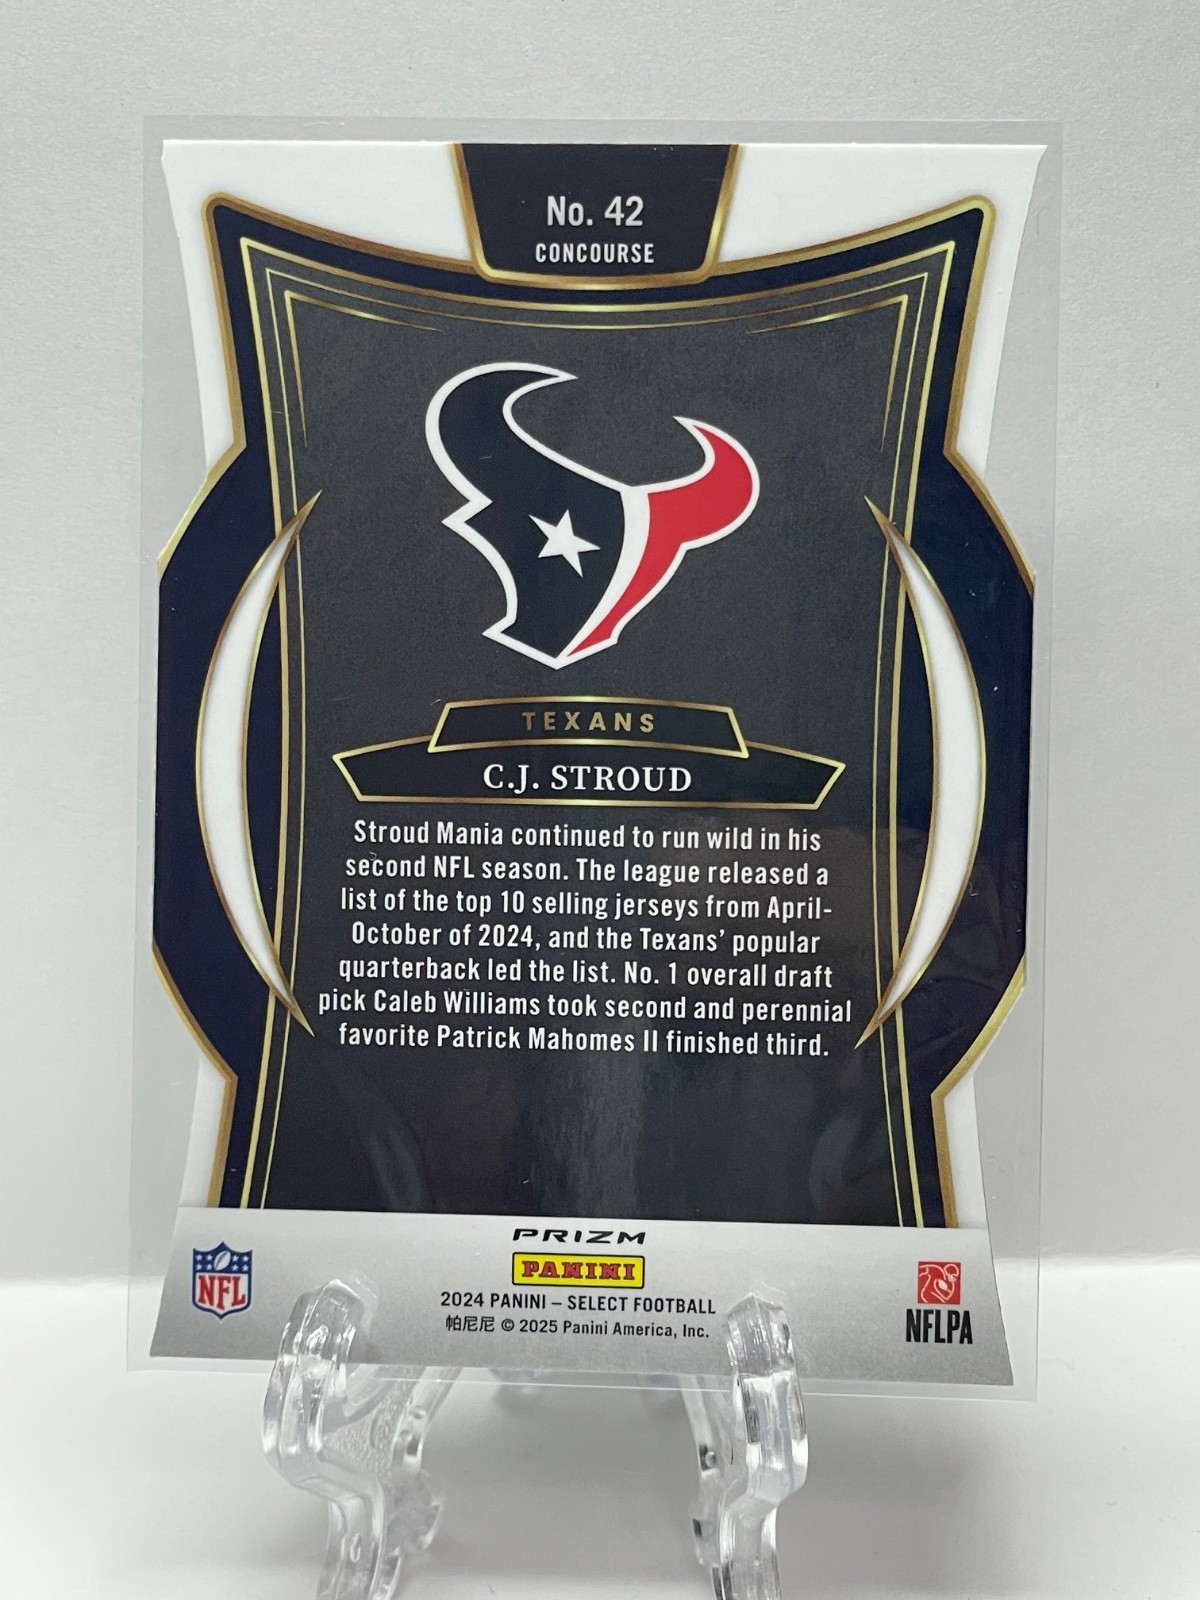 No. 42
CONCOURSE
TEXANS
C.J. STROUD
Stroud Mania continued to run wild in his
second NFL season. The league released a
list of the top 10 selling jerseys from April-
October of 2024, and the Texans’ popular
quarterback led the list. No. 1 overall draft
pick Caleb Williams took second and perennial
favorite Patrick Mahomes II finished third.
PRIZM
PANINI
NFL
2024 PANINI – SELECT FOOTBALL
帕尼尼 © 2025 Panini America, Inc.
NFLPA